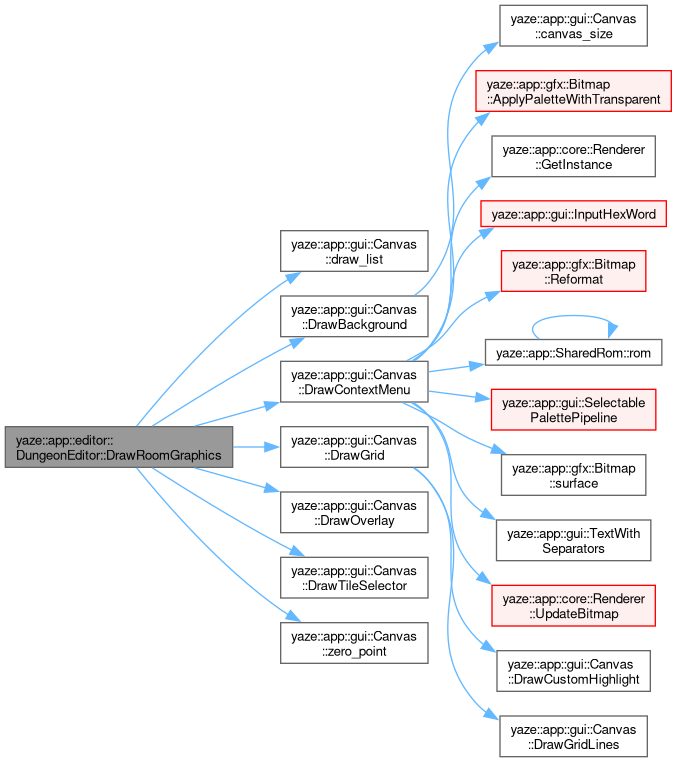 yaze::app::editor::
DungeonEditor::DrawRoomGraphics
yaze::app::gui::Canvas
::draw_list
yaze::app::gui::Canvas
::DrawBackground
yaze::app::gui::Canvas
::DrawContextMenu
yaze::app::gui::Canvas
::DrawGrid
yaze::app::gui::Canvas
::DrawOverlay
yaze::app::gui::Canvas
::DrawTileSelector
yaze::app::gui::Canvas
::zero_point
yaze::app::gui::Canvas
::canvas_size
yaze::app::gfx::Bitmap
::ApplyPaletteWithTransparent
yaze::app::core::Renderer
::GetInstance
yaze::app::gui::InputHexWord
yaze::app::gfx::Bitmap
::Reformat
yaze::app::SharedRom::rom
yaze::app::gui::Selectable
PalettePipeline
yaze::app::gfx::Bitmap
::surface
yaze::app::gui::TextWith
Separators
yaze::app::core::Renderer
::UpdateBitmap
yaze::app::gui::Canvas
::DrawCustomHighlight
yaze::app::gui::Canvas
::DrawGridLines